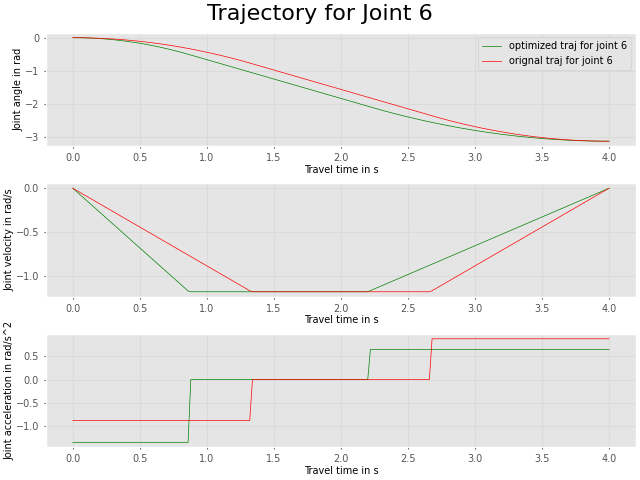 Trajectory for Joint 6
optimized traj for joint 6
orignal traj for joint 6
Joint angle in rad
0
−1
−2
−3
0.0 0.5 1.0 1.5 2.0 2.5 3.0 3.5 4.0
Travel time in s
Joint velocity in rad/s
0.0
−0.5
−1.0
0.0 0.5 1.0 1.5 2.0 2.5 3.0 3.5 4.0
Travel time in s
Joint acceleration in rad/s^2
0.5
0.0
−0.5
−1.0
0.0 0.5 1.0 1.5 2.0 2.5 3.0 3.5 4.0
Travel time in s